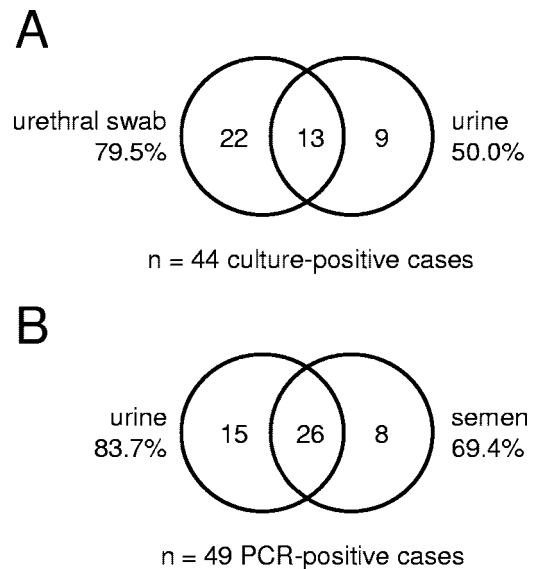 A
urethral swab
79.5%
22
13
9
urine
50.0%
n = 44 culture-positive cases
B
urine
83.7%
15
26
8
semen
69.4%
n = 49 PCR-positive cases